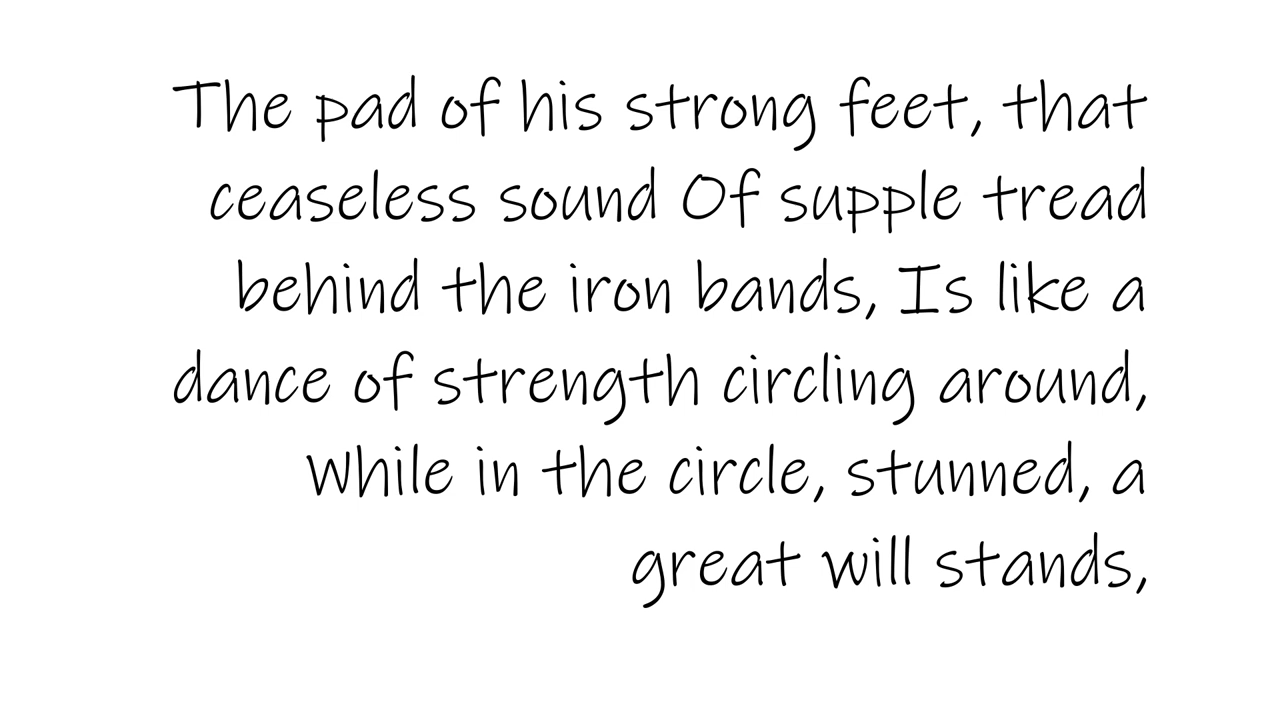 The pad of his strong feet, that
ceaseless sound Of supple tread
behind the iron bands, Is like a
dance of strength circling around,
While in the circle, stunned, a
great will stands,